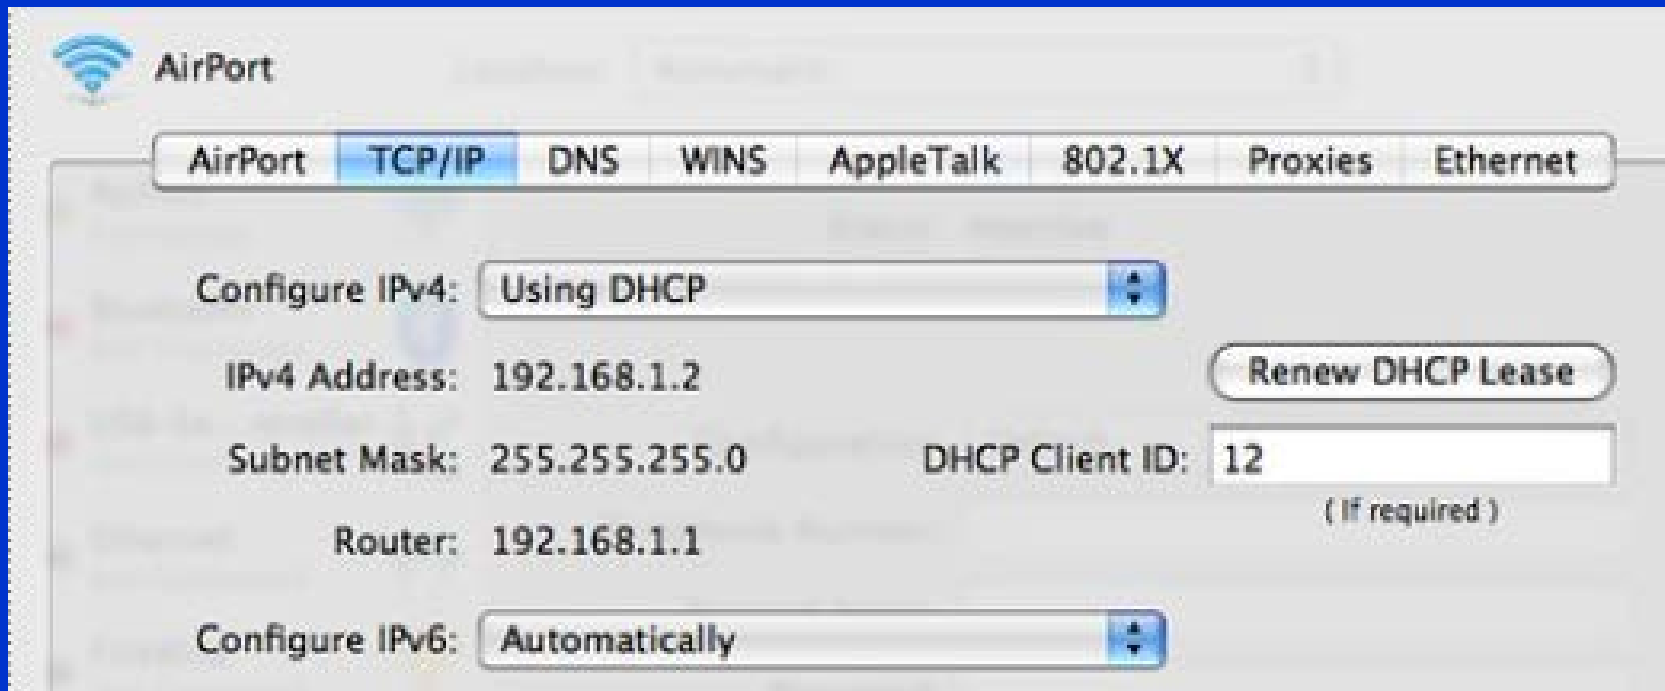 AirPort
AirPort TCP/IP DNS WINS AppleTalk 802.1X Proxies Ethernet
Configure IPv4: Using DHCP
IPv4 Address: 192.168.1.2 Renew DHCP Lease
Subnet Mask: 255.255.255.0 DHCP Client ID: 12
( If required )
Router: 192.168.1.1
Configure IPv6: Automatically